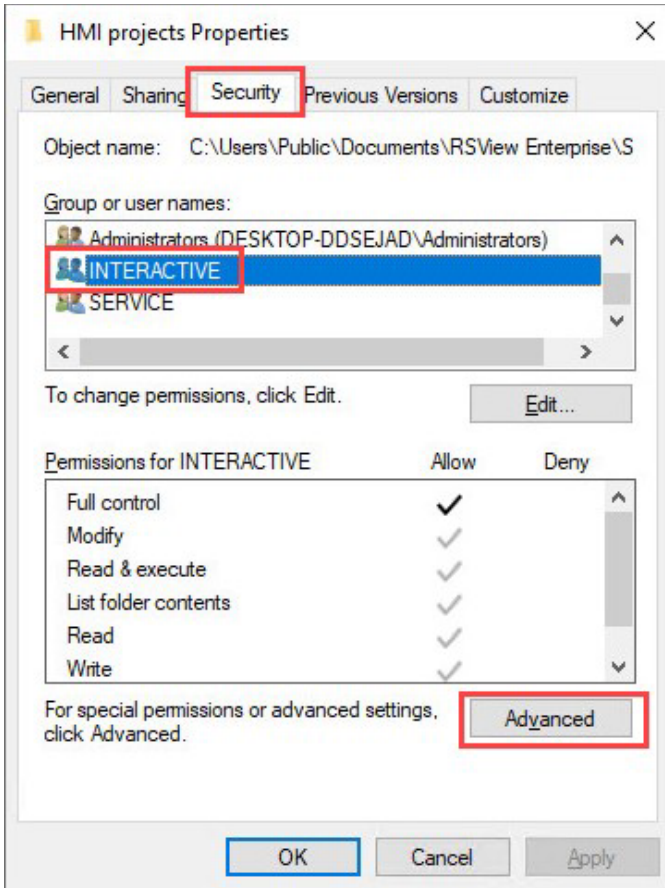 HMI projects Properties
General Sharing Security Previous Versions Customize
Object name: C:\Users\Public\Documents\RSView Enterprise\S
Group or user names:
Administrators (DESKTOP-DDSEJAD\Administrators)
INTERACTIVE
SERVICE
To change permissions, click Edit.
Edit...
Permissions for INTERACTIVE Allow Deny
Full control
Modify
Read & execute
List folder contents
Read
Write
For special permissions or advanced settings,
click Advanced.
Advanced
OK Cancel Apply